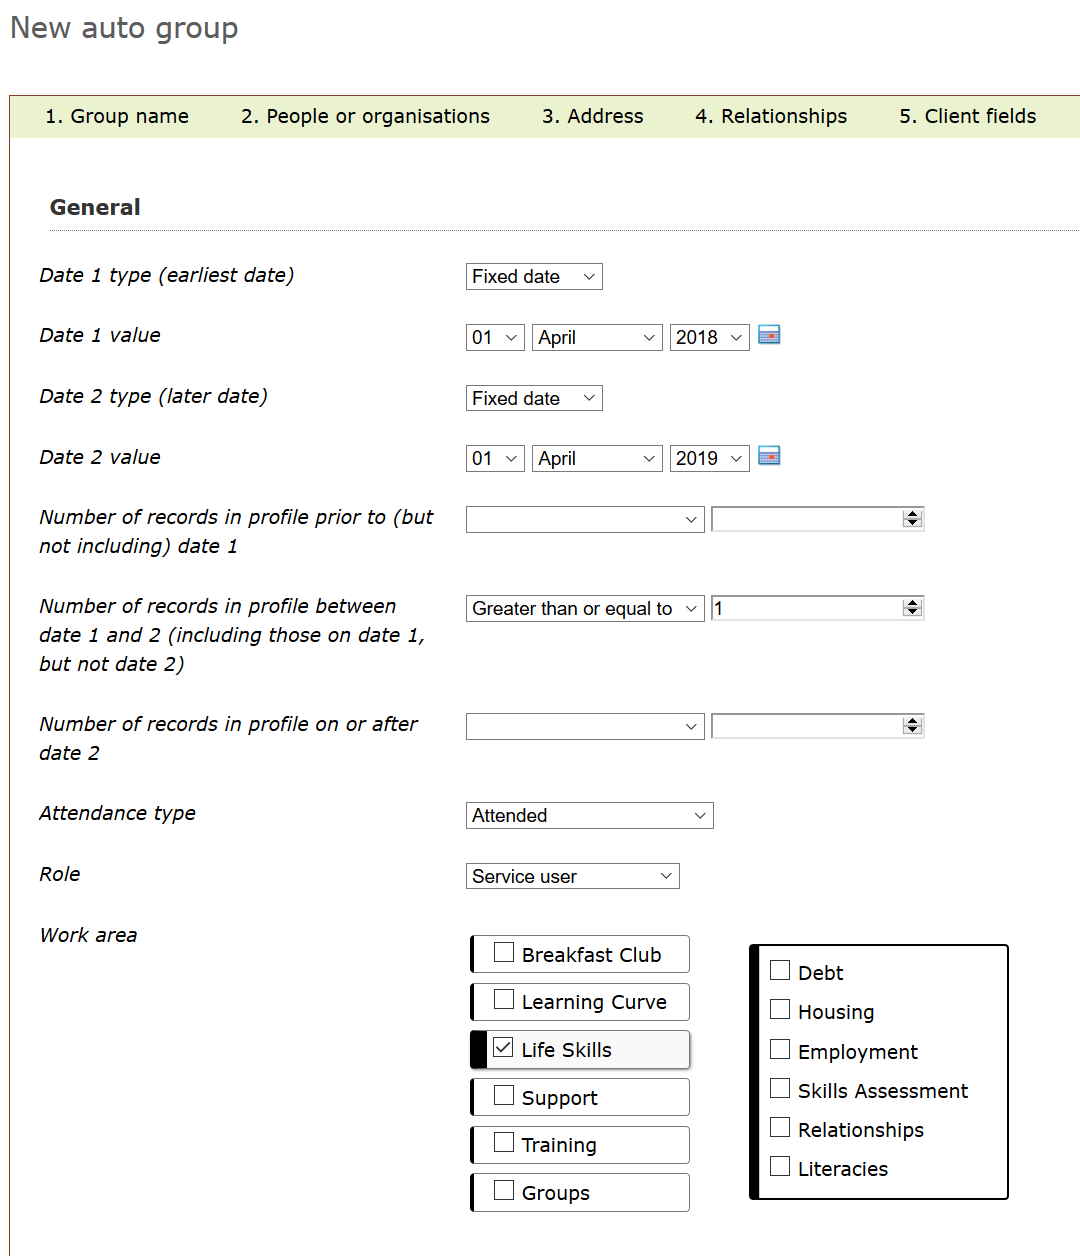 New auto group
1. Group name 2. People or organisations 3. Address 4. Relationships 5. Client fields
General
Date 1 type (earliest date) Fixed date
Date 1 value 01 April 2018
Date 2 type (later date) Fixed date
Date 2 value 01 April 2019
Number of records in profile prior to (but
not including) date 1
Number of records in profile between Greater than or equal to 1
date 1 and 2 (including those on date 1,
but not date 2)
Number of records in profile on or after
date 2
Attendance type Attended
Role Service user
Work area
Breakfast Club
Learning Curve
Life Skills
Support
Training
Groups
Debt
Housing
Employment
Skills Assessment
Relationships
Literacies